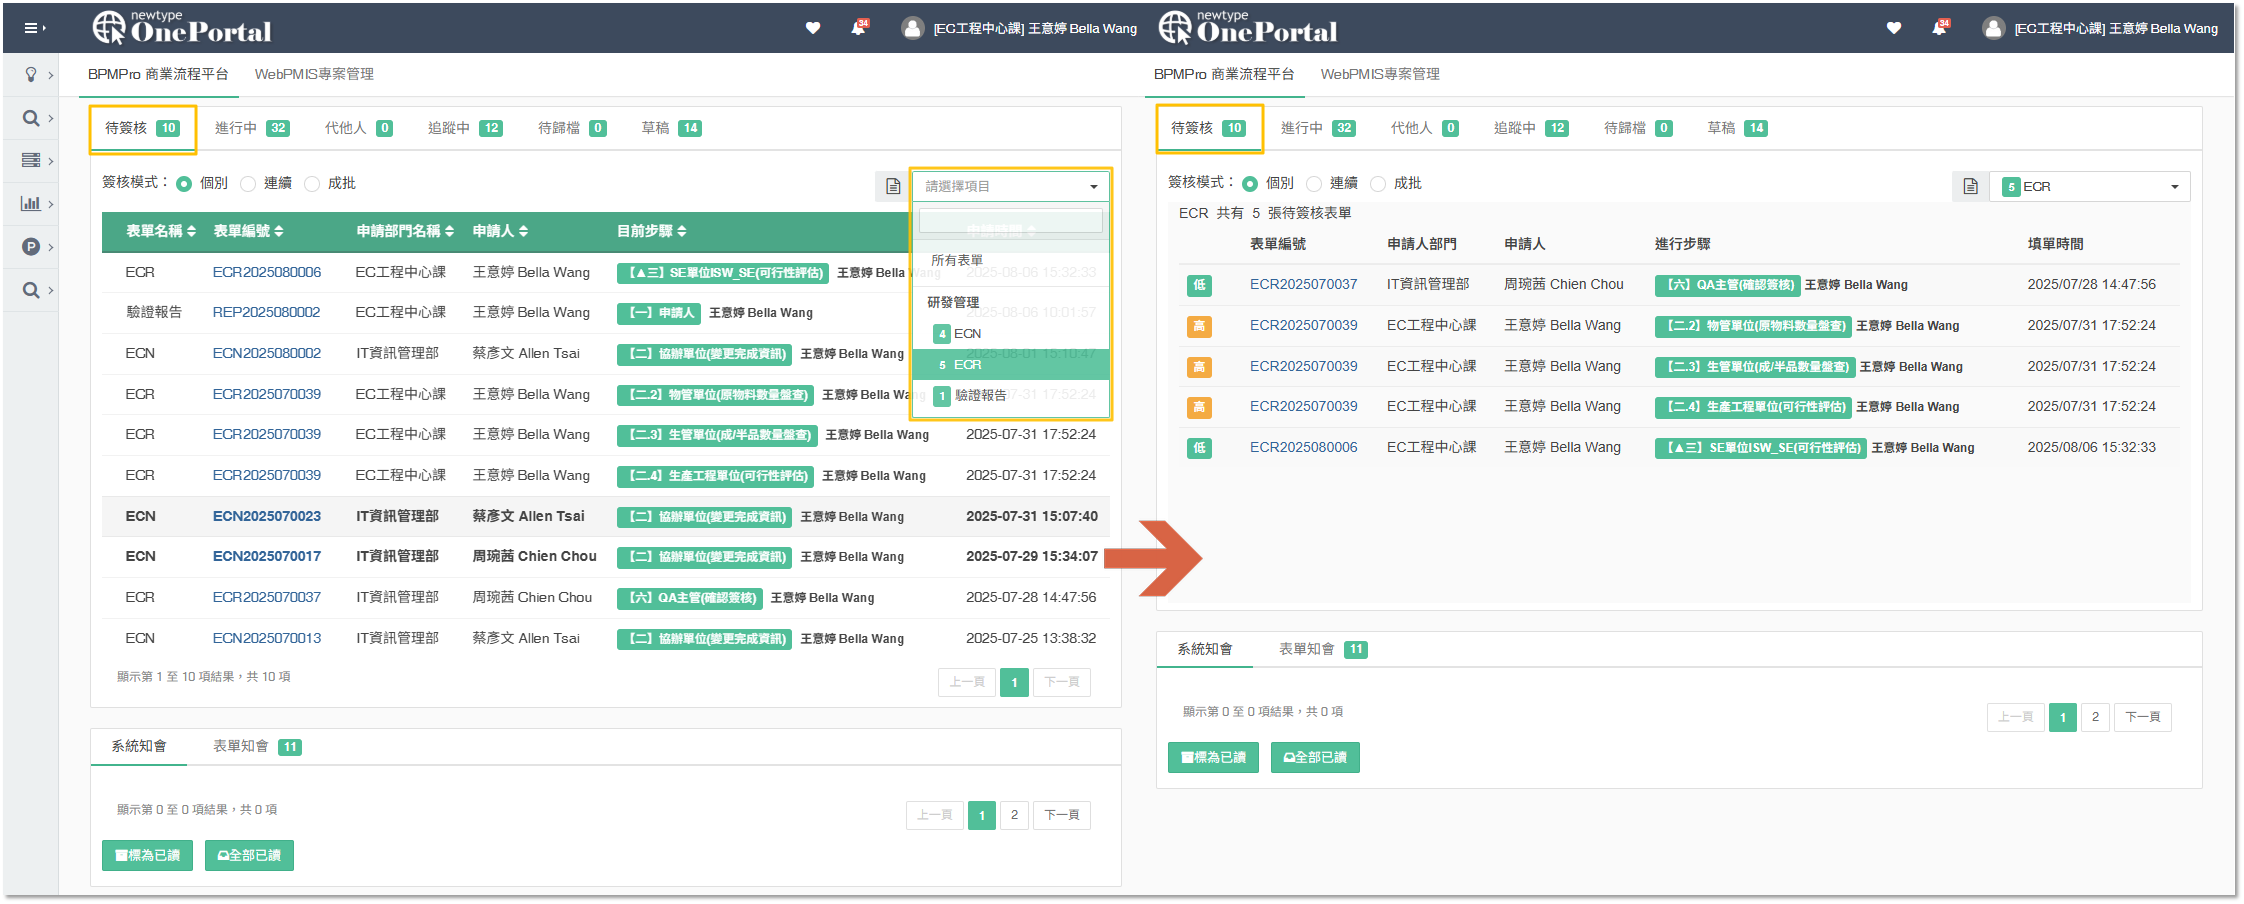 newtype
OnePortal
34
[EC工程中心課] 王意婷 Bella Wang
BPMPro 商業流程平台
WebPMIS專案管理
待簽核 10
進行中 32
代他人 0
追蹤中 12
待歸檔 0
草稿 14
簽核模式：
個別
連續
成批
請選擇項目
所有表單
研發管理
4 ECN
5 ECR
1 驗證報告
表單名稱 表單編號 申請部門名稱 申請人 目前步驟 申請時間
ECR ECR2025080006 EC工程中心課 王意婷 Bella Wang 【▲三】SE單位ISW_SE(可行性評估) 王意婷 Bella Wang 2025-08-06 15:32:33
驗證報告 REP2025080002 EC工程中心課 王意婷 Bella Wang 【一】申請人 王意婷 Bella Wang 2025-08-06 10:01:57
ECN ECN2025080002 IT資訊管理部 蔡彥文 Allen Tsai 【二】協辦單位(變更完成資訊) 王意婷 Bella Wang 2025-08-01 15:10:47
ECR ECR2025070039 EC工程中心課 王意婷 Bella Wang 【二.2】物管單位(原物料數量盤查) 王意婷 Bella Wang 2025-07-31 17:52:24
ECR ECR2025070039 EC工程中心課 王意婷 Bella Wang 【二.3】生管單位(成/半品數量盤查) 王意婷 Bella Wang 2025-07-31 17:52:24
ECR ECR2025070039 EC工程中心課 王意婷 Bella Wang 【二.4】生產工程單位(可行性評估) 王意婷 Bella Wang 2025-07-31 17:52:24
ECN ECN2025070023 IT資訊管理部 蔡彥文 Allen Tsai 【二】協辦單位(變更完成資訊) 王意婷 Bella Wang 2025-07-31 15:07:40
ECN ECN2025070017 IT資訊管理部 周琬茜 Chien Chou 【二】協辦單位(變更完成資訊) 王意婷 Bella Wang 2025-07-29 15:34:07
ECR ECR2025070037 IT資訊管理部 周琬茜 Chien Chou 【六】QA主管(確認簽核) 王意婷 Bella Wang 2025-07-28 14:47:56
ECN ECN2025070013 IT資訊管理部 蔡彥文 Allen Tsai 【二】協辦單位(變更完成資訊) 王意婷 Bella Wang 2025-07-25 13:38:32
顯示第 1 至 10 項結果，共 10 項
上一頁 1 下一頁
系統知會
表單知會 11
顯示第 0 至 0 項結果，共 0 項
上一頁 1 2 下一頁
標為已讀
全部已讀
newtype
OnePortal
34
[EC工程中心課] 王意婷 Bella Wang
BPMPro 商業流程平台
WebPMIS專案管理
待簽核 10
進行中 32
代他人 0
追蹤中 12
待歸檔 0
草稿 14
簽核模式：
個別
連續
成批
5 ECR
ECR 共有 5 張待簽核表單
表單編號 申請人部門 申請人 進行步驟 填單時間
低 ECR2025070037 IT資訊管理部 周琬茜 Chien Chou 【六】QA主管(確認簽核) 王意婷 Bella Wang 2025/07/28 14:47:56
高 ECR2025070039 EC工程中心課 王意婷 Bella Wang 【二.2】物管單位(原物料數量盤查) 王意婷 Bella Wang 2025/07/31 17:52:24
高 ECR2025070039 EC工程中心課 王意婷 Bella Wang 【二.3】生管單位(成/半品數量盤查) 王意婷 Bella Wang 2025/07/31 17:52:24
高 ECR2025070039 EC工程中心課 王意婷 Bella Wang 【二.4】生產工程單位(可行性評估) 王意婷 Bella Wang 2025/07/31 17:52:24
低 ECR2025080006 EC工程中心課 王意婷 Bella Wang 【▲三】SE單位ISW_SE(可行性評估) 王意婷 Bella Wang 2025/08/06 15:32:33
系統知會
表單知會 11
顯示第 0 至 0 項結果，共 0 項
上一頁 1 2 下一頁
標為已讀
全部已讀